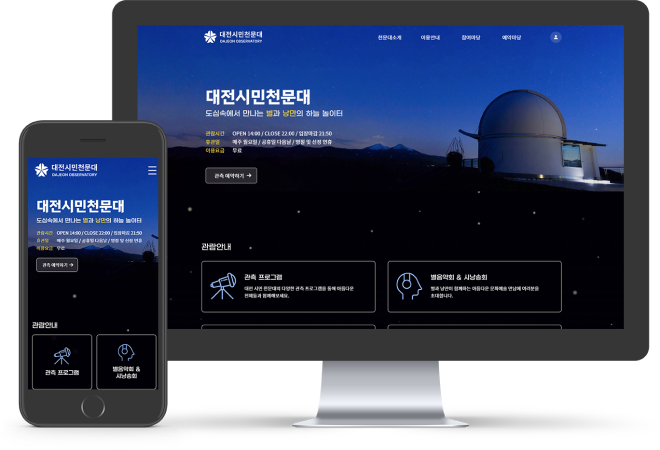 대전시민천문대
DAJEON OBSERVATORY
천문대소개 이용안내 참여마당 예약마당
대전시민천문대
도심속에서 만나는 별과 낭만의 하늘 놀이터
관람시간 OPEN 14:00 / CLOSE 22:00 / 입장마감 21:50
휴관일 매주 월요일 / 공휴일 다음날 / 명절 및 신정 연휴
이용요금 무료
관측 예약하기 →
관람안내
관측 프로그램
대전 시민 천문대의 다양한 관측 프로그램을 통해 아름다운
천체들과 함께해보세요.
별음악회 & 시낭송회
별과 낭만이 함께하는 아름다운 문화예술 만남에 여러분을
초대합니다.
대전시민천문대
DAJEON OBSERVATORY
대전시민천문대
도심속에서 만나는 별과 낭만의 하늘 놀이터
관람시간 OPEN 14:00 / CLOSE 22:00 / 입장마감 21:50
휴관일 매주 월요일 / 공휴일 다음날 / 명절 및 신정 연휴
이용요금 무료
관측 예약하기 →
관람안내
관측 프로그램
별음악회 &
시낭송회